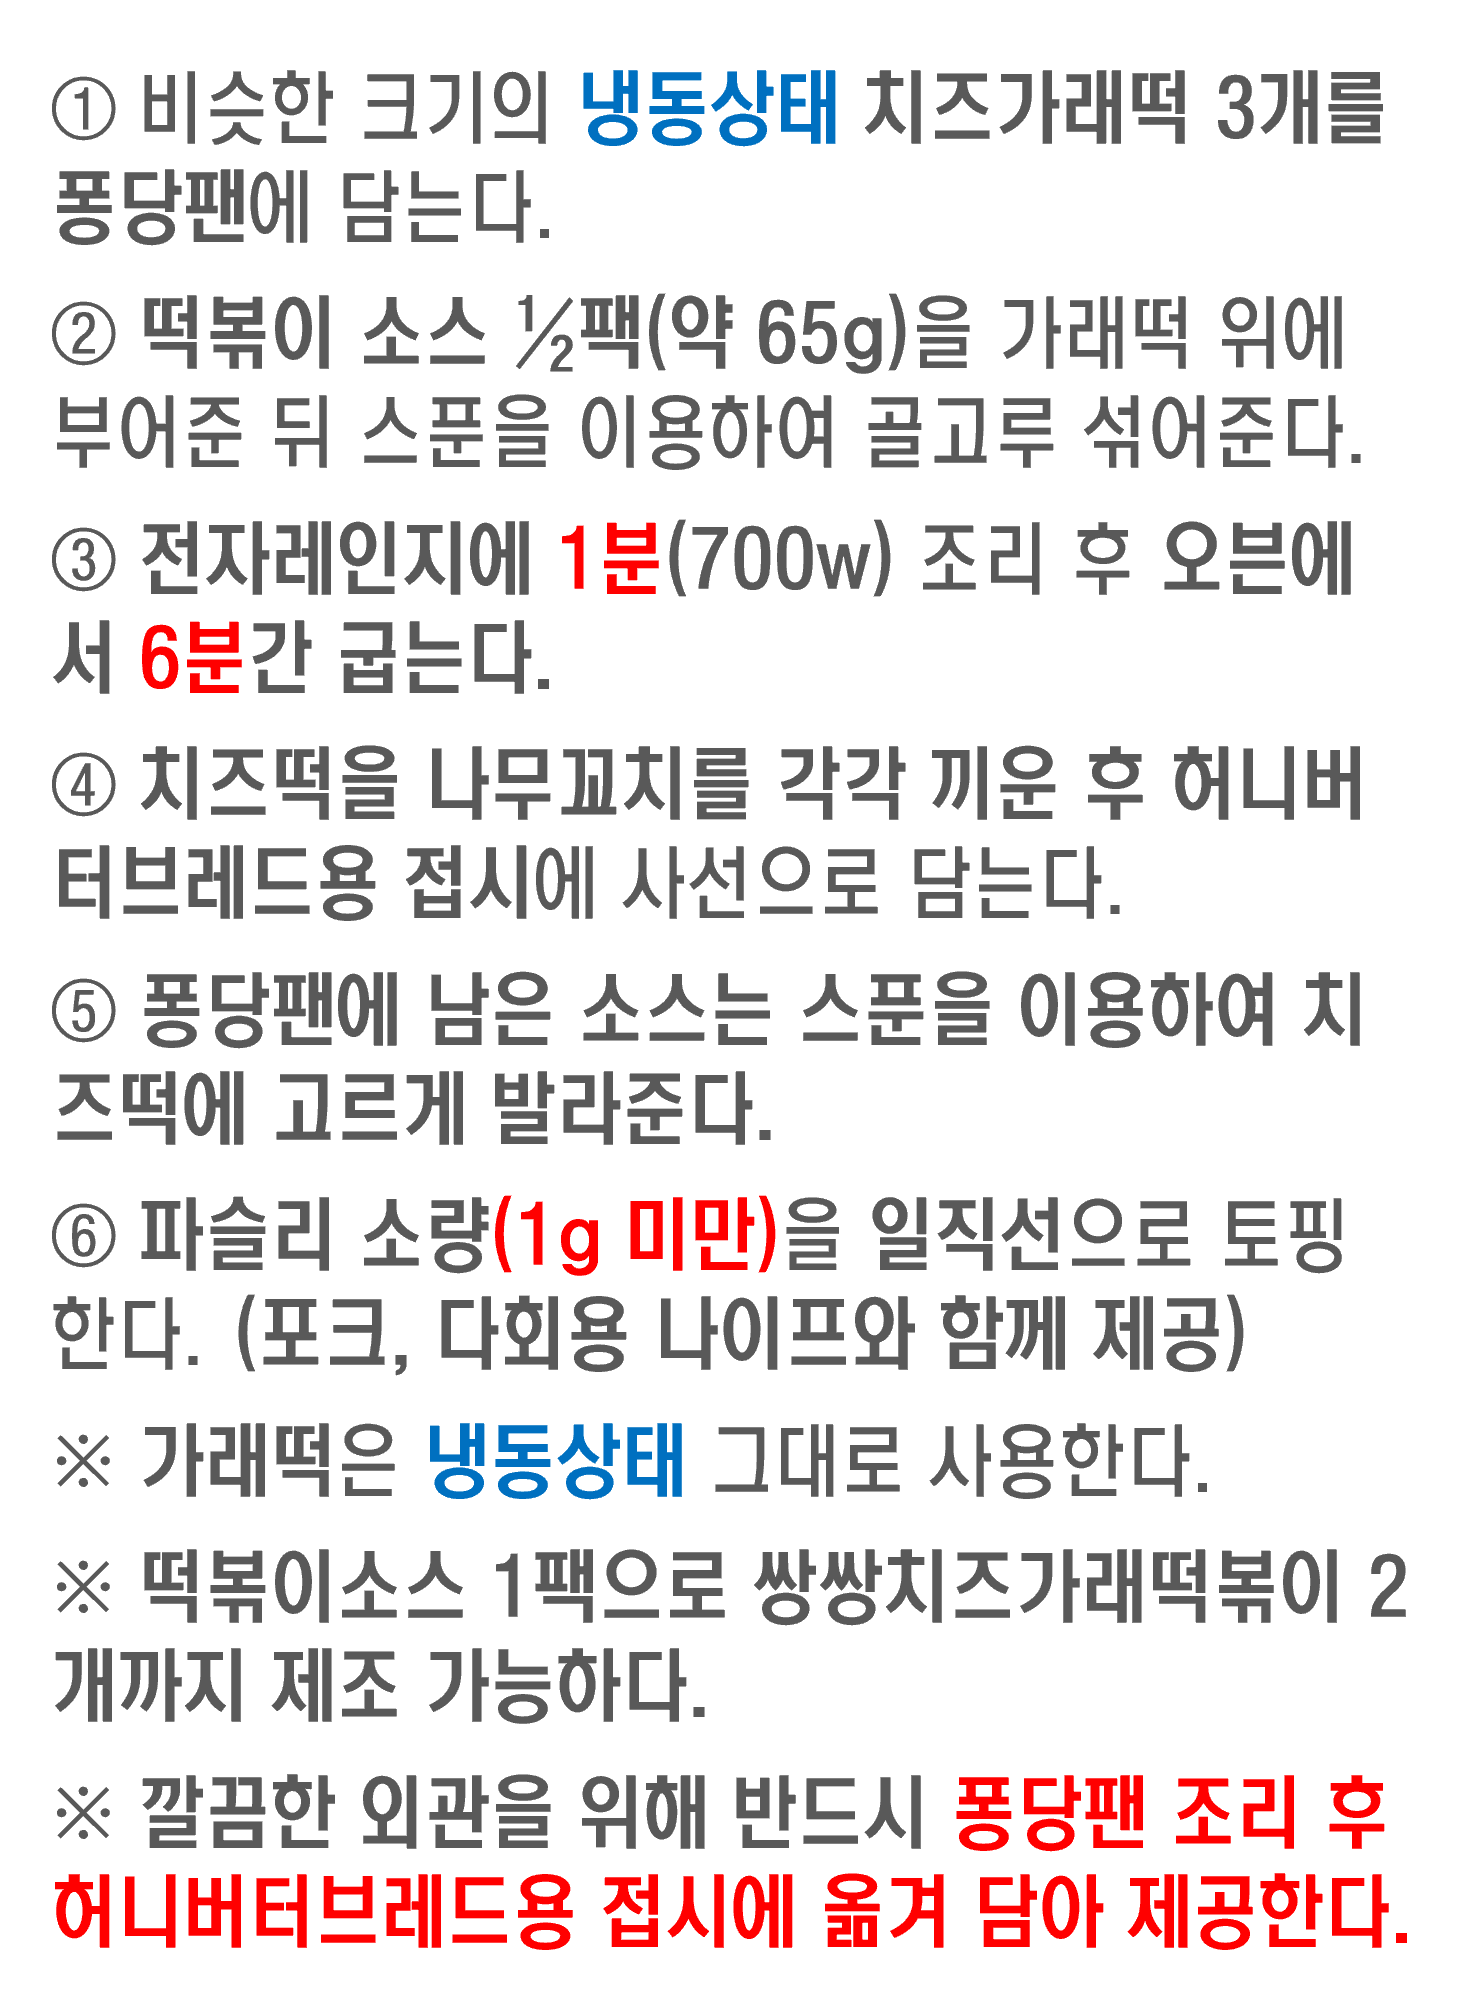 ① 비슷한 크기의 냉동상태 치즈가래떡 3개를
퐁당팬에 담는다.
② 떡볶이 소스 ½팩(약 65g)을 가래떡 위에
부어준 뒤 스푼을 이용하여 골고루 섞어준다.
③ 전자레인지에 1분(700w) 조리 후 오븐에
서 6분간 굽는다.
④ 치즈떡을 나무꼬치를 각각 끼운 후 허니버
터브레드용 접시에 사선으로 담는다.
⑤ 퐁당팬에 남은 소스는 스푼을 이용하여 치
즈떡에 고르게 발라준다.
⑥ 파슬리 소량(1g 미만)을 일직선으로 토핑
한다. (포크, 다회용 나이프와 함께 제공)
※ 가래떡은 냉동상태 그대로 사용한다.
※ 떡볶이소스 1팩으로 쌍쌍치즈가래떡볶이 2
개까지 제조 가능하다.
※ 깔끔한 외관을 위해 반드시 퐁당팬 조리 후
허니버터브레드용 접시에 옮겨 담아 제공한다.